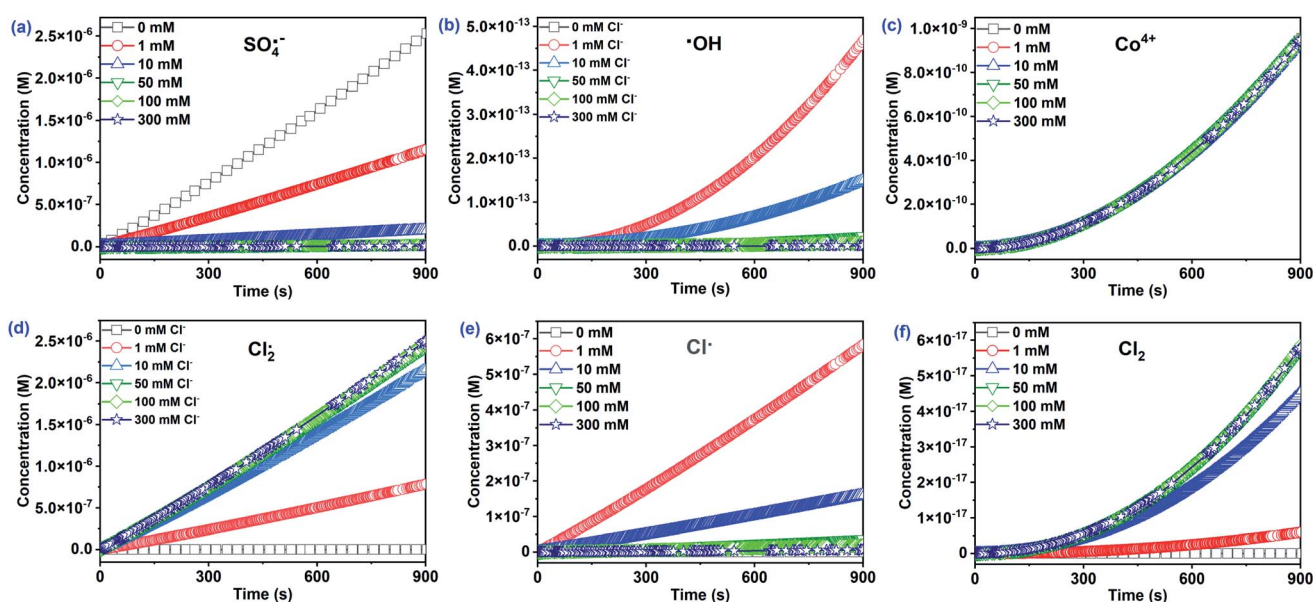 (a)
SO₄•-
0 mM
1 mM
10 mM
50 mM
100 mM
300 mM
2.5×10-6
2.0×10-6
1.5×10-6
1.0×10-6
5.0×10-7
0.0
Concentration (M)
0 300 600 900
Time (s)
(b)
•OH
0 mM Cl-
1 mM Cl-
10 mM Cl-
50 mM Cl-
100 mM Cl-
300 mM Cl-
5.0×10-13
4.0×10-13
3.0×10-13
2.0×10-13
1.0×10-13
0.0
Concentration (M)
0 300 600 900
Time (s)
(c)
Co4+
0 mM
1 mM
10 mM
50 mM
100 mM
300 mM
1.0×10-9
8.0×10-10
6.0×10-10
4.0×10-10
2.0×10-10
0.0
Concentration (M)
0 300 600 900
Time (s)
(d)
Cl₂•
0 mM Cl-
1 mM Cl-
10 mM Cl-
50 mM Cl-
100 mM Cl-
300 mM Cl-
2.5×10-6
2.0×10-6
1.5×10-6
1.0×10-6
5.0×10-7
0.0
Concentration (M)
0 300 600 900
Time (s)
(e)
Cl•
0 mM
1 mM
10 mM
50 mM
100 mM
300 mM
7×10-7
6×10-7
5×10-7
4×10-7
3×10-7
2×10-7
1×10-7
0
Concentration (M)
0 300 600 900
Time (s)
(f)
Cl₂
0 mM
1 mM
10 mM
50 mM
100 mM
300 mM
6×10-17
5×10-17
4×10-17
3×10-17
2×10-17
1×10-17
0
Concentration (M)
0 300 600 900
Time (s)